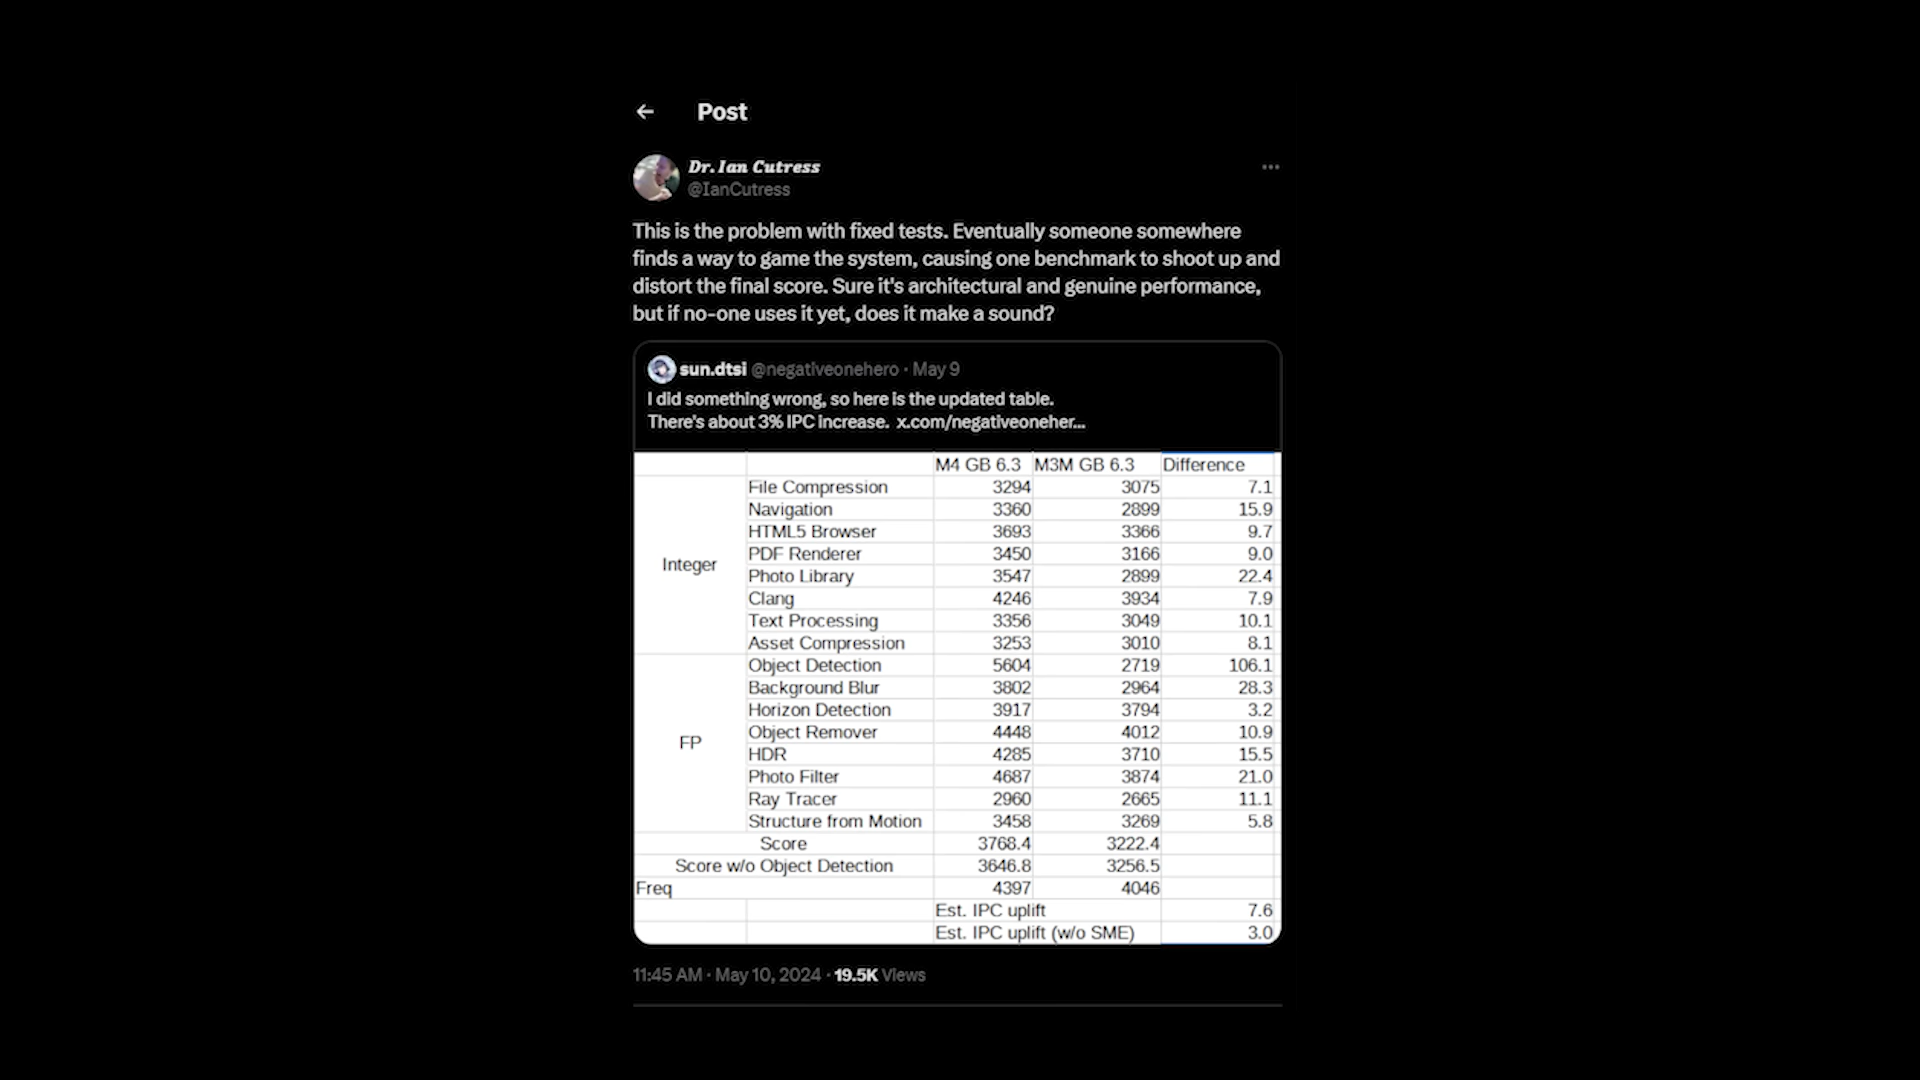 Post
Dr. Ian Cutress
@IanCutress
This is the problem with fixed tests. Eventually someone somewhere
finds a way to game the system, causing one benchmark to shoot up and
distort the final score. Sure it's architectural and genuine performance,
but if no-one uses it yet, does it make a sound?
sun.dtsi @negativeonehero · May 9
I did something wrong, so here is the updated table.
There's about 3% IPC increase. x.com/negativeoneher...
M4 GB 6.3 M3M GB 6.3 Difference
Integer
File Compression 3294 3075 7.1
Navigation 3360 2899 15.9
HTML5 Browser 3693 3366 9.7
PDF Renderer 3450 3166 9.0
Photo Library 3547 2899 22.4
Clang 4246 3934 7.9
Text Processing 3356 3049 10.1
Asset Compression 3253 3010 8.1
FP
Object Detection 5604 2719 106.1
Background Blur 3802 2964 28.3
Horizon Detection 3917 3794 3.2
Object Remover 4448 4012 10.9
HDR 4285 3710 15.5
Photo Filter 4687 3874 21.0
Ray Tracer 2960 2665 11.1
Structure from Motion 3458 3269 5.8
Score 3768.4 3222.4
Score w/o Object Detection 3646.8 3256.5
Freq 4397 4046
Est. IPC uplift 7.6
Est. IPC uplift (w/o SME) 3.0
11:45 AM · May 10, 2024 · 19.5K Views